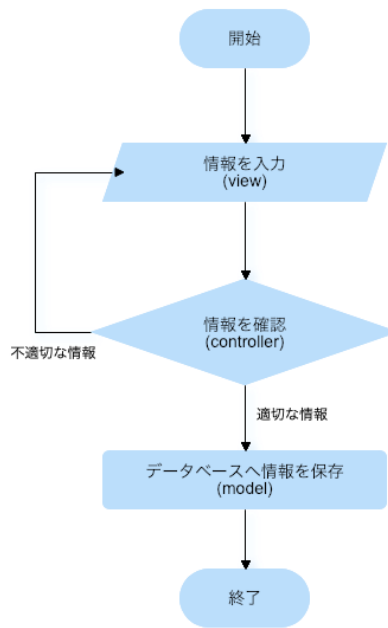 開始
情報を入力
(view)
情報を確認
(controller)
不適切な情報
適切な情報
データベースへ情報を保存
(model)
終了